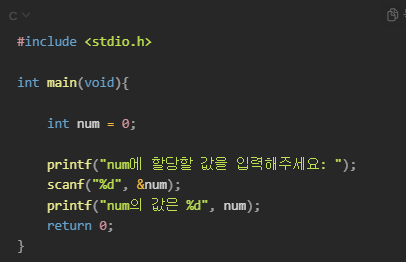 C
#include <stdio.h>
int main(void){
int num = 0;
printf("num에 할당할 값을 입력해주세요: ");
scanf("%d", &num);
printf("num의 값은 %d", num);
return 0;
}